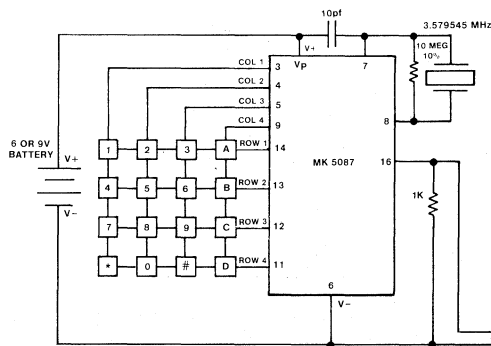 10pf
3.579545 MHz
V+
10 MEG
10%
VP
7
COL 1
3
COL 2
4
COL 3
5
COL 4
9
8
6 OR 9V
BATTERY
V+
V-
1
2
3
A
ROW 1
14
MK 5087
16
4
5
6
B
ROW 2
13
1K
7
8
9
C
ROW 3
12
*
0
#
D
ROW 4
11
6
V-